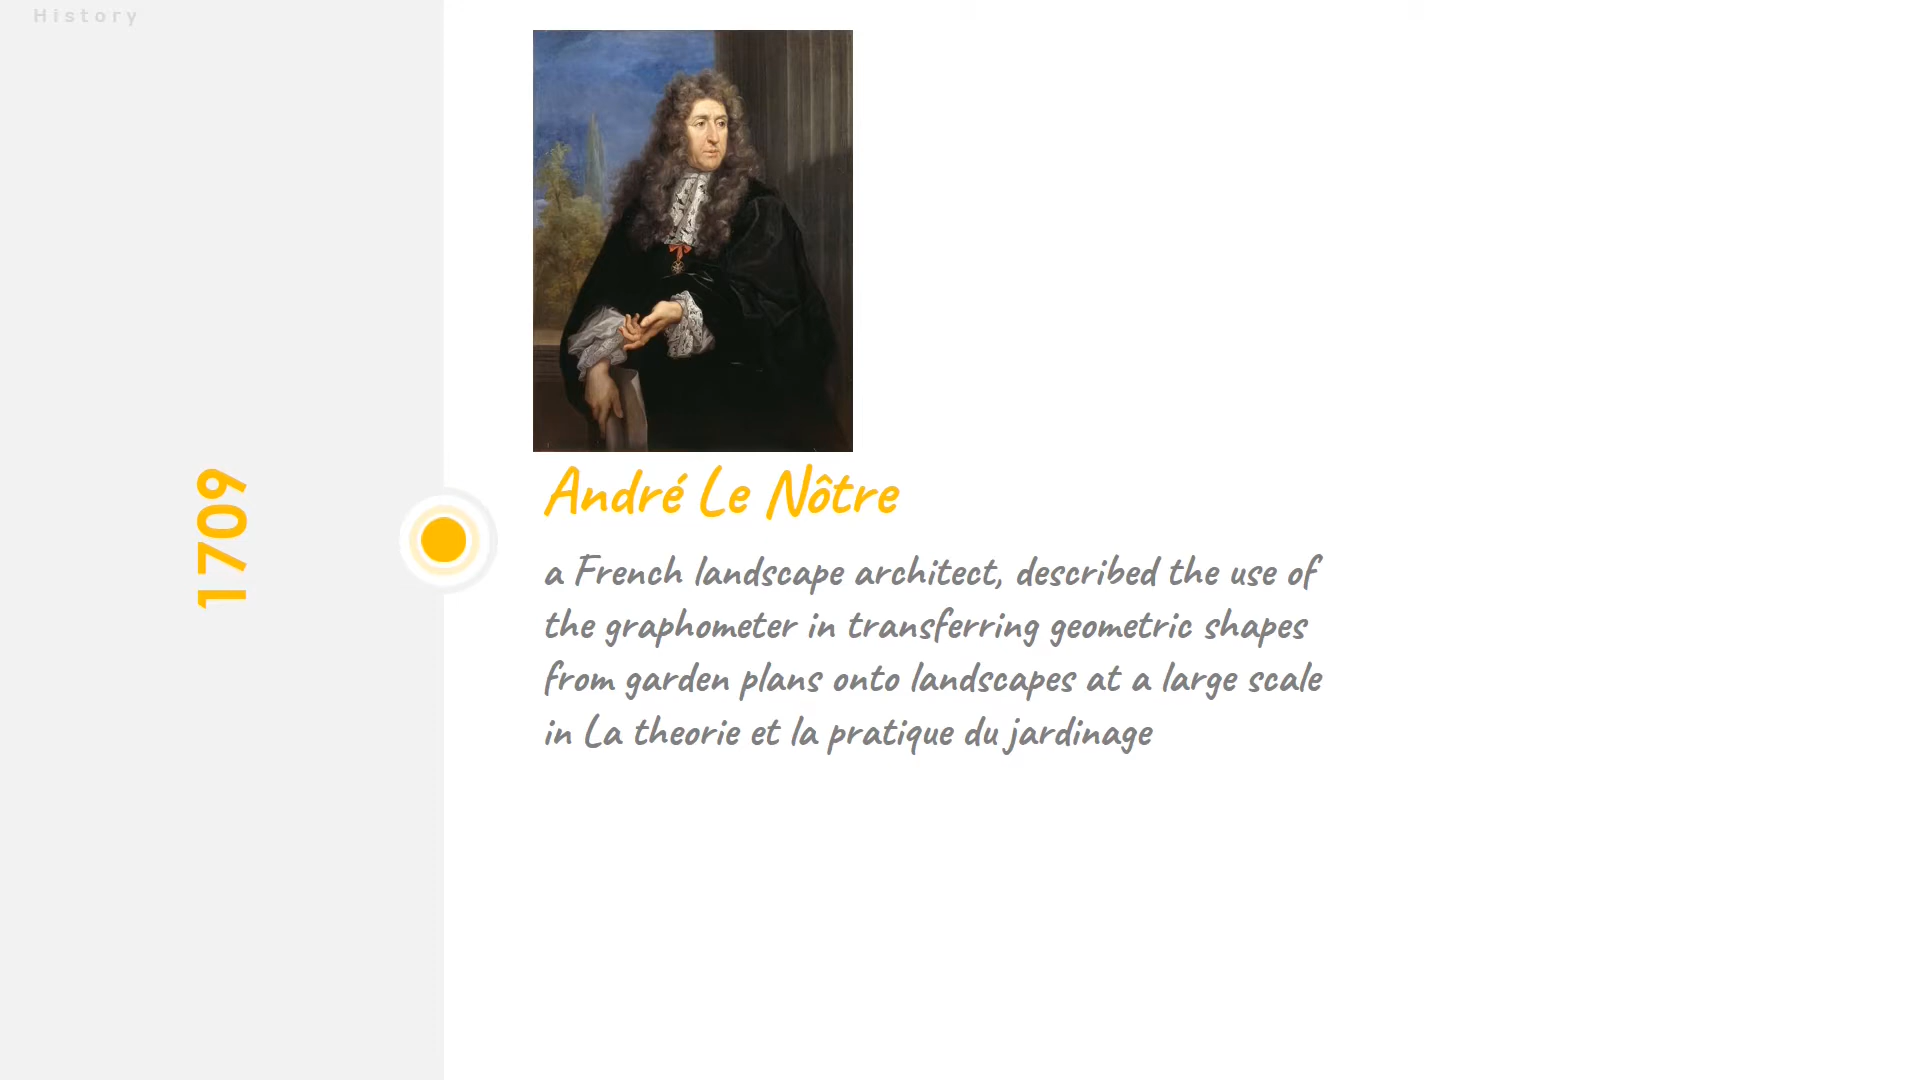 History
1709
André Le Nôtre
a French landscape architect, described the use of
the graphometer in transferring geometric shapes
from garden plans onto landscapes at a large scale
in La theorie et la pratique du jardinage